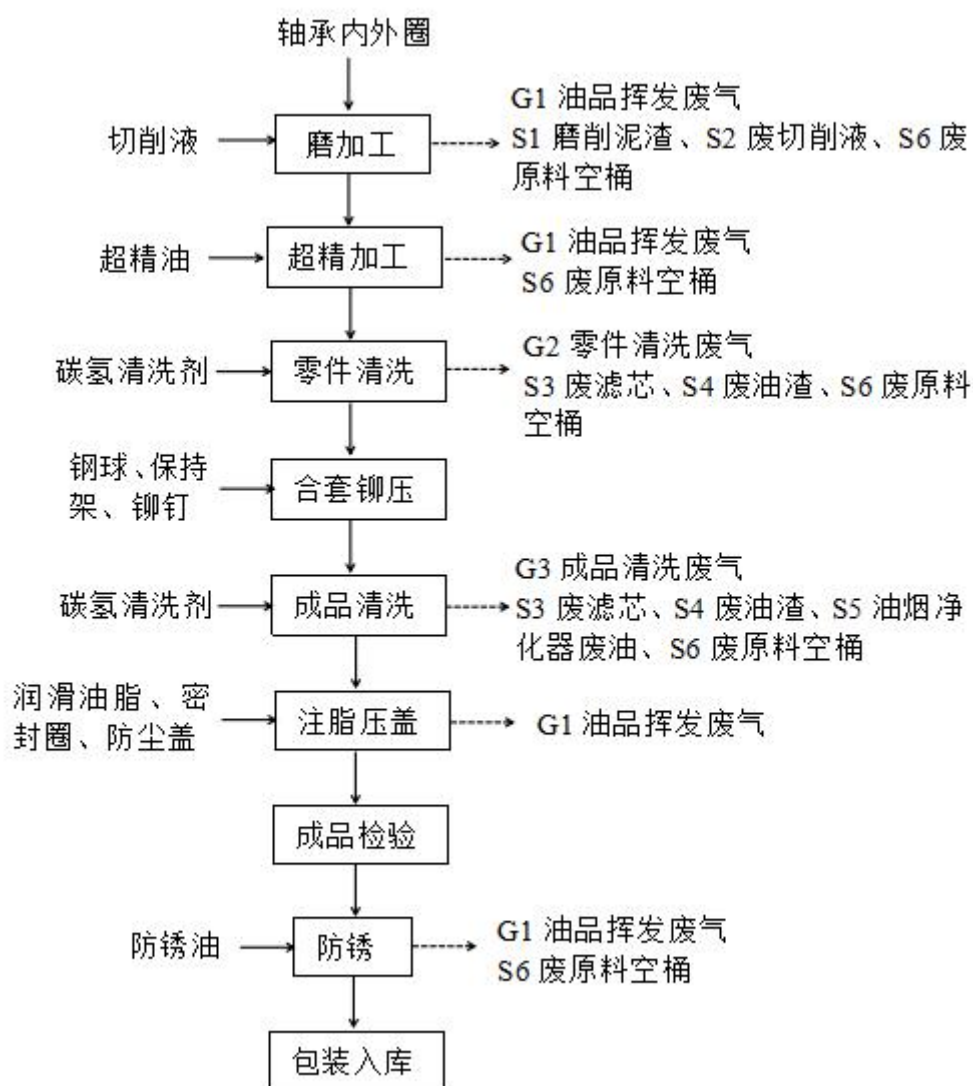 轴承内外圈
切削液
磨加工
G1 油品挥发废气
S1 磨削泥渣、S2 废切削液、S6 废
原料空桶
超精油
超精加工
G1 油品挥发废气
S6 废原料空桶
碳氢清洗剂
零件清洗
G2 零件清洗废气
S3 废滤芯、S4 废油渣、S6 废原料
空桶
钢球、保持
架、铆钉
合套铆压
碳氢清洗剂
成品清洗
G3 成品清洗废气
S3 废滤芯、S4 废油渣、S5 油烟净
化器废油、S6 废原料空桶
润滑油脂、密
封圈、防尘盖
注脂压盖
G1 油品挥发废气
成品检验
防锈油
防锈
G1 油品挥发废气
S6 废原料空桶
包装入库